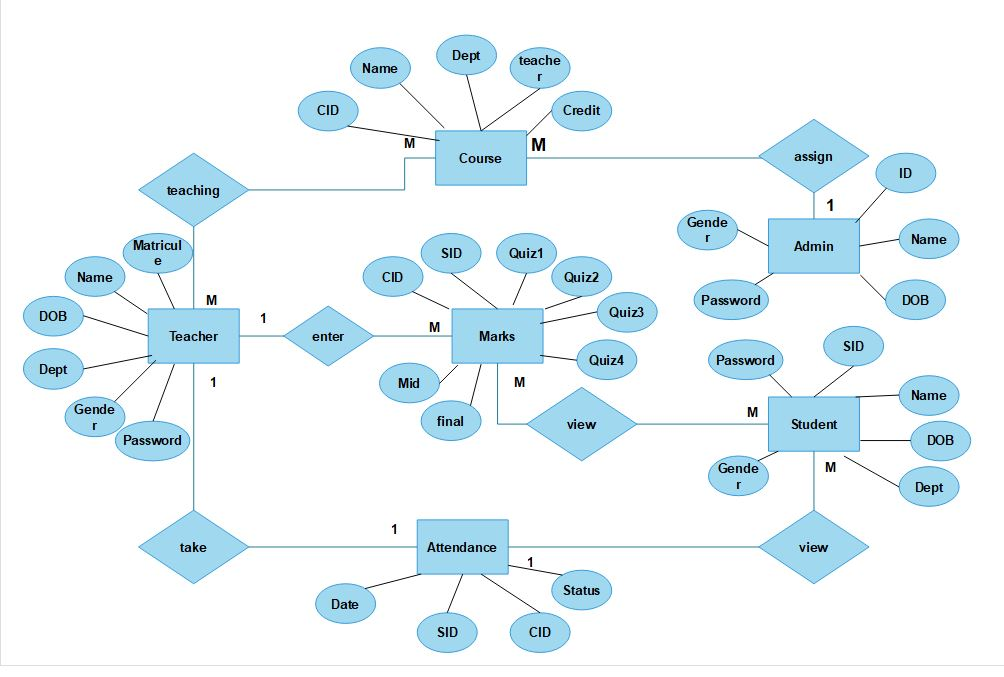 Dept
Name
teache
r
CID
Credit
M
Course
M
assign
teaching
ID
1
Gende
r
Name
Admin
Matricul
e
SID
Quiz1
Name
CID
Quiz2
M
Password
DOB
DOB
Quiz3
1
M
Teacher
enter
Marks
Password
SID
Quiz4
Dept
1
Mid
M
Name
Gende
r
final
M
view
Student
Password
DOB
Gende
r
M
Dept
1
take
Attendance
view
1
Status
Date
SID
CID